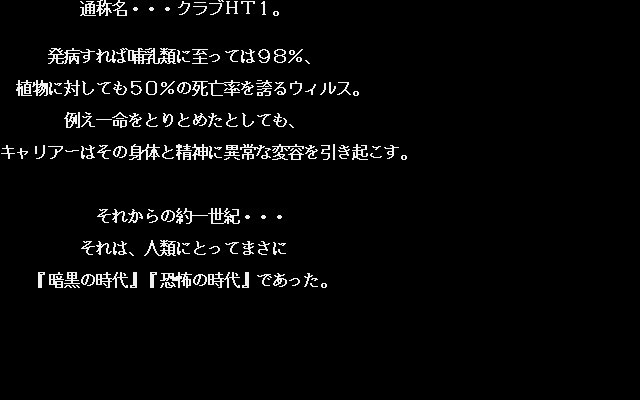 通称名・・・クラブＨＴ１。
発病すれば哺乳類に至っては９８％、
植物に対しても５０％の死亡率を誇るウィルス。
例え一命をとりとめたとしても、
キャリアーはその身体と精神に異常な変容を引き起こす。
それからの約一世紀・・・
それは、人類にとってまさに
『暗黒の時代』『恐怖の時代』であった。